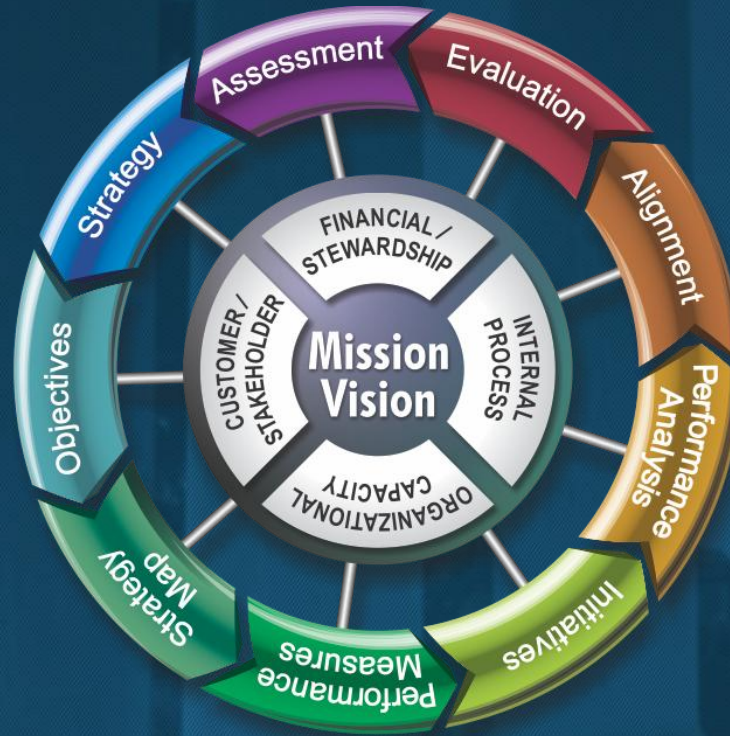 Assessment
Strategy
Objectives
Strategy
Map
Performance
Measures
Initiatives
Performance
Analysis
Alignment
Evaluation
FINANCIAL /
STEWARDSHIP
INTERNAL
PROCESS
ORGANIZATIONAL
CAPACITY
CUSTOMER /
STAKEHOLDER
Mission
Vision